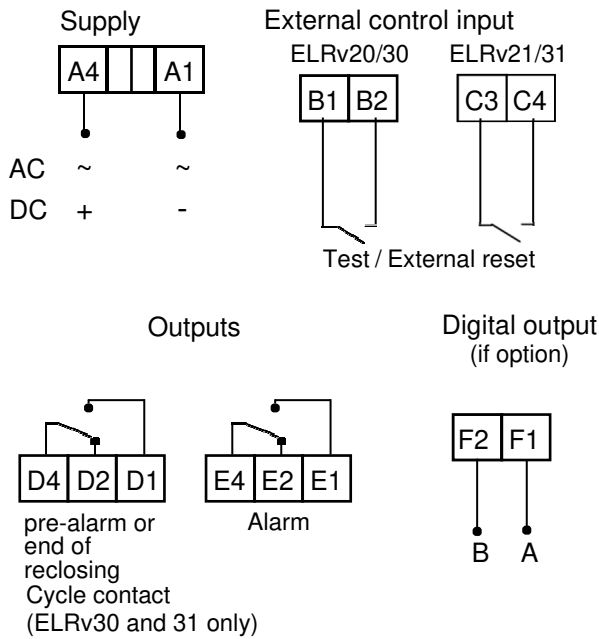 Supply
External control input
ELRv20/30
ELRv21/31
A4 A1
B1 B2
C3 C4
AC ~ ~
DC + -
Test / External reset
Outputs
Digital output
(if option)
D4 D2 D1
E4 E2 E1
F2 F1
pre-alarm or
end of
reclosing
Cycle contact
(ELRv30 and 31 only)
Alarm
B A